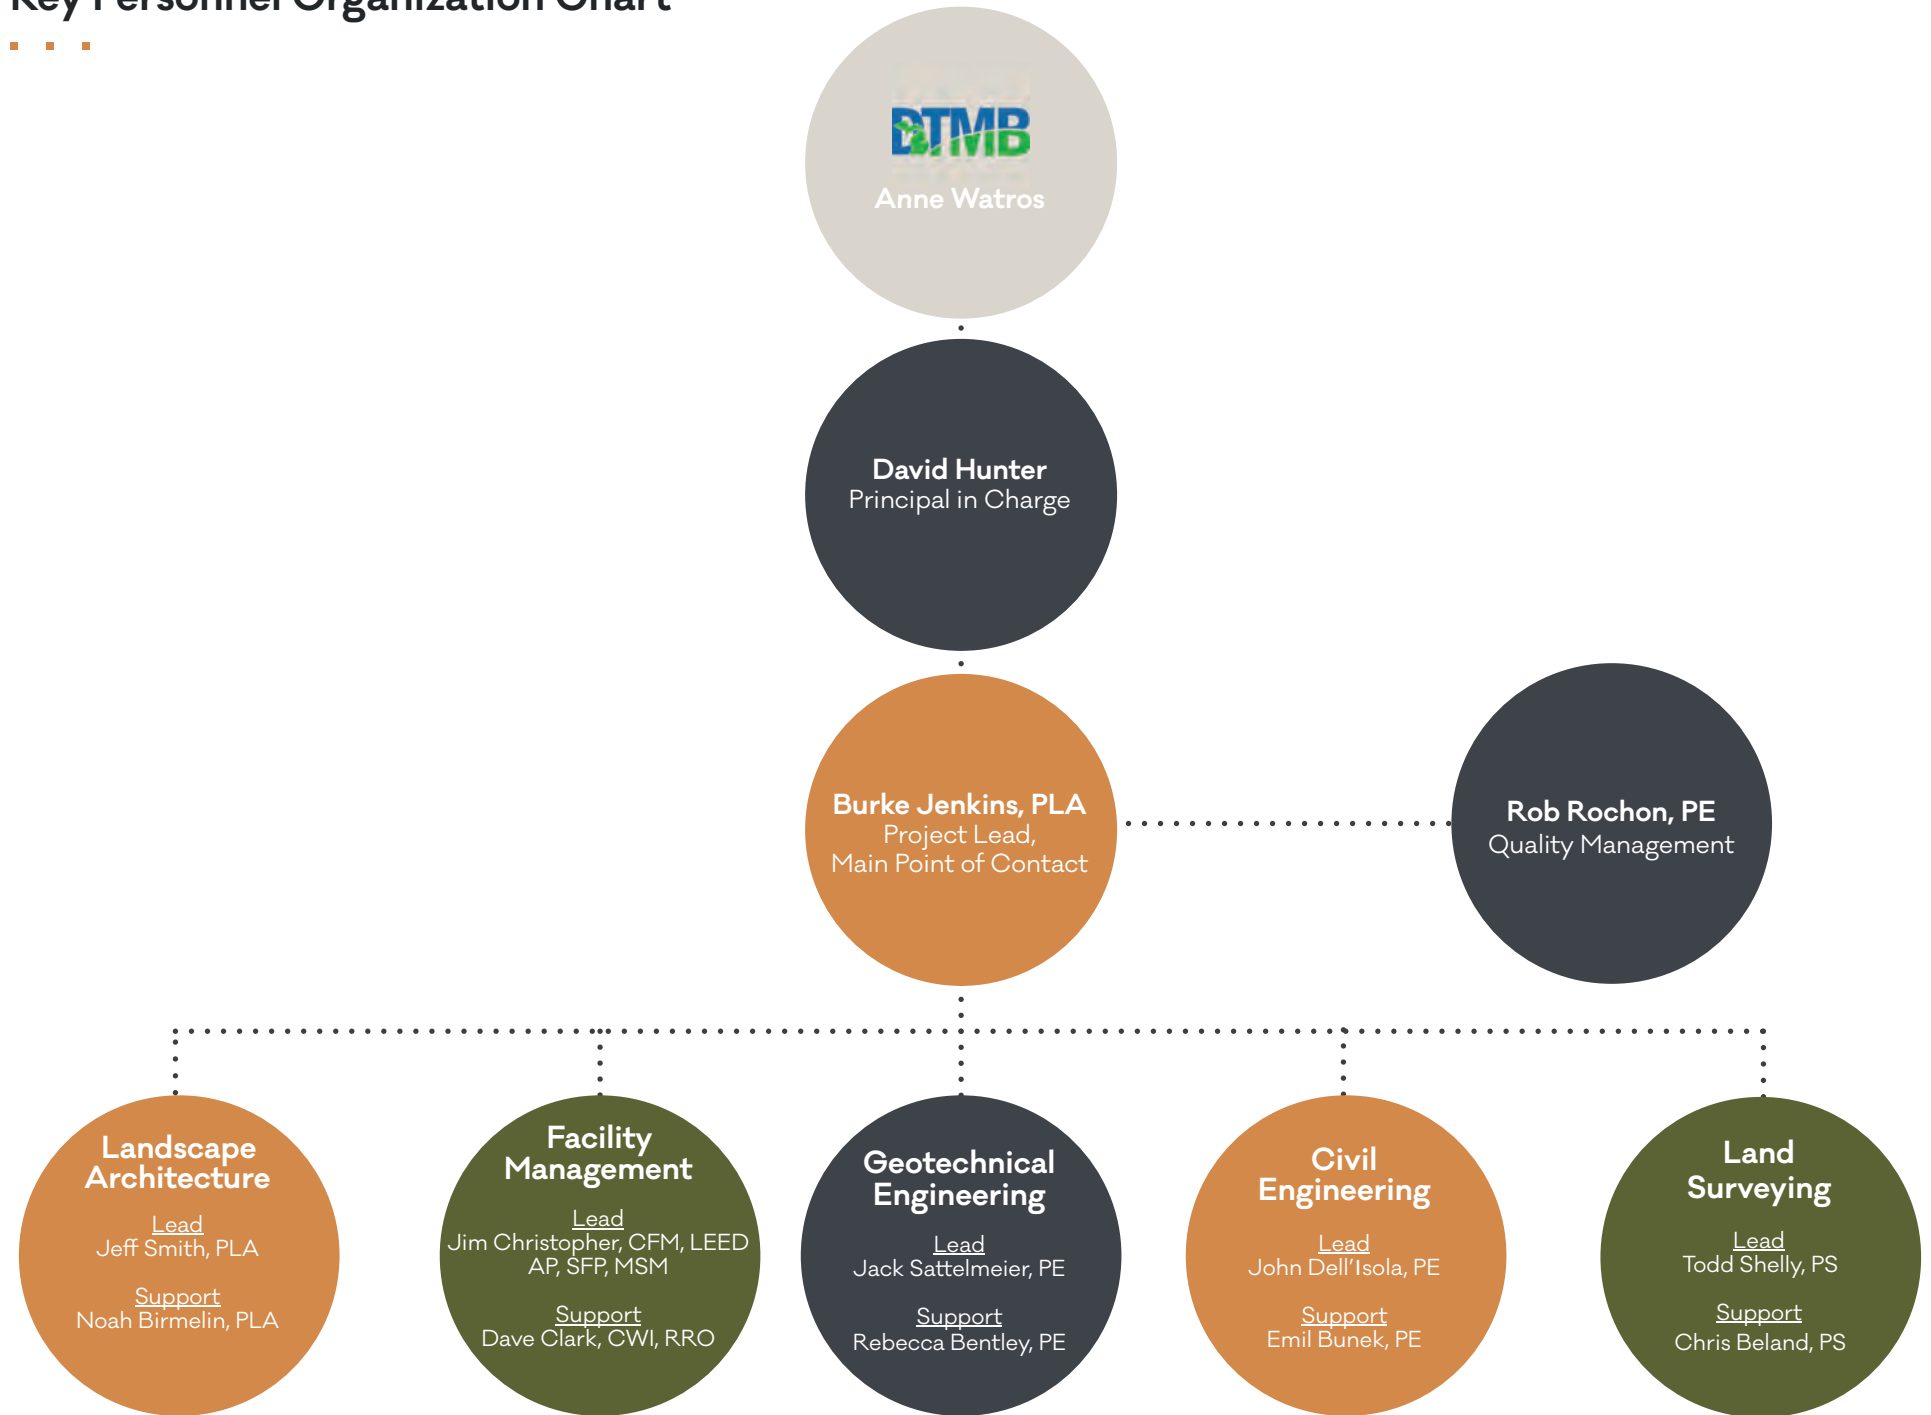 Key Personnel Organization Chart
DTMB
Anne Watros
David Hunter
Principal in Charge
Burke Jenkins, PLA
Project Lead,
Main Point of Contact
Rob Rochon, PE
Quality Management
Landscape
Architecture
Lead
Jeff Smith, PLA
Support
Noah Birmelin, PLA
Facility
Management
Lead
Jim Christopher, CFM, LEED
AP, SFP, MSM
Support
Dave Clark, CWI, RRO
Geotechnical
Engineering
Lead
Jack Sattelmeier, PE
Support
Rebecca Bentley, PE
Civil
Engineering
Lead
John Dell'Isola, PE
Support
Emil Bunek, PE
Land
Surveying
Lead
Todd Shelly, PS
Support
Chris Beland, PS